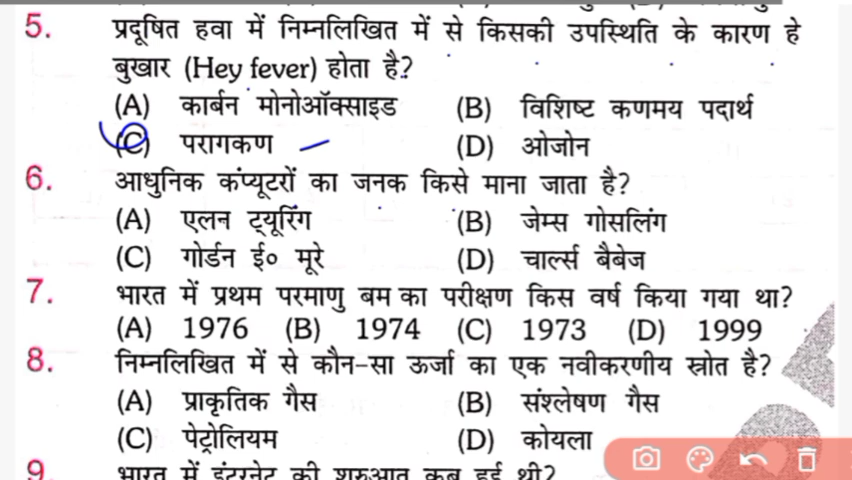 5. प्रदूषित हवा में निम्नलिखित में से किसकी उपस्थिति के कारण हे
बुखार (Hey fever) होता है?
(A) कार्बन मोनोऑक्साइड (B) विशिष्ट कणमय पदार्थ
(C) परागकण (D) ओजोन
6. आधुनिक कंप्यूटरों का जनक किसे माना जाता है?
(A) एलन ट्यूरिंग (B) जेम्स गोसलिंग
(C) गोर्डन ई० मूरे (D) चार्ल्स बैबेज
7. भारत में प्रथम परमाणु बम का परीक्षण किस वर्ष किया गया था?
(A) 1976 (B) 1974 (C) 1973 (D) 1999
8. निम्नलिखित में से कौन-सा ऊर्जा का एक नवीकरणीय स्रोत है?
(A) प्राकृतिक गैस (B) संश्लेषण गैस
(C) पेट्रोलियम (D) कोयला
9. भारत में इंटरनेट की शुरुआत कब हुई थी?